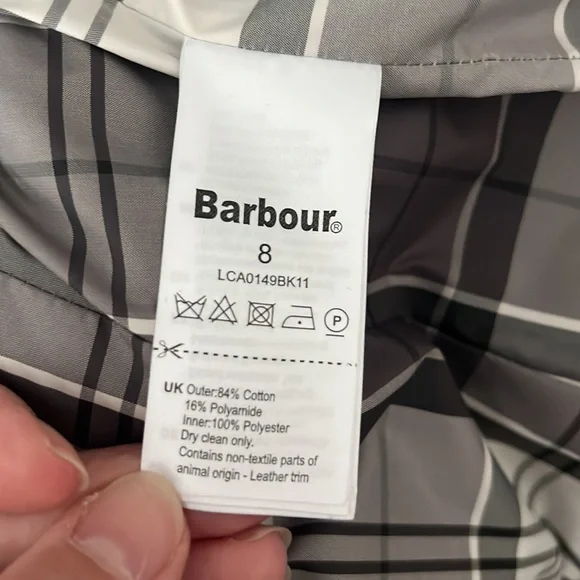 Barbour®
8
LCA0149BK11
P
UK Outer:84% Cotton
16% Polyamide
Inner:100% Polyester
Dry clean only.
Contains non-textile parts of
animal origin - Leather trim